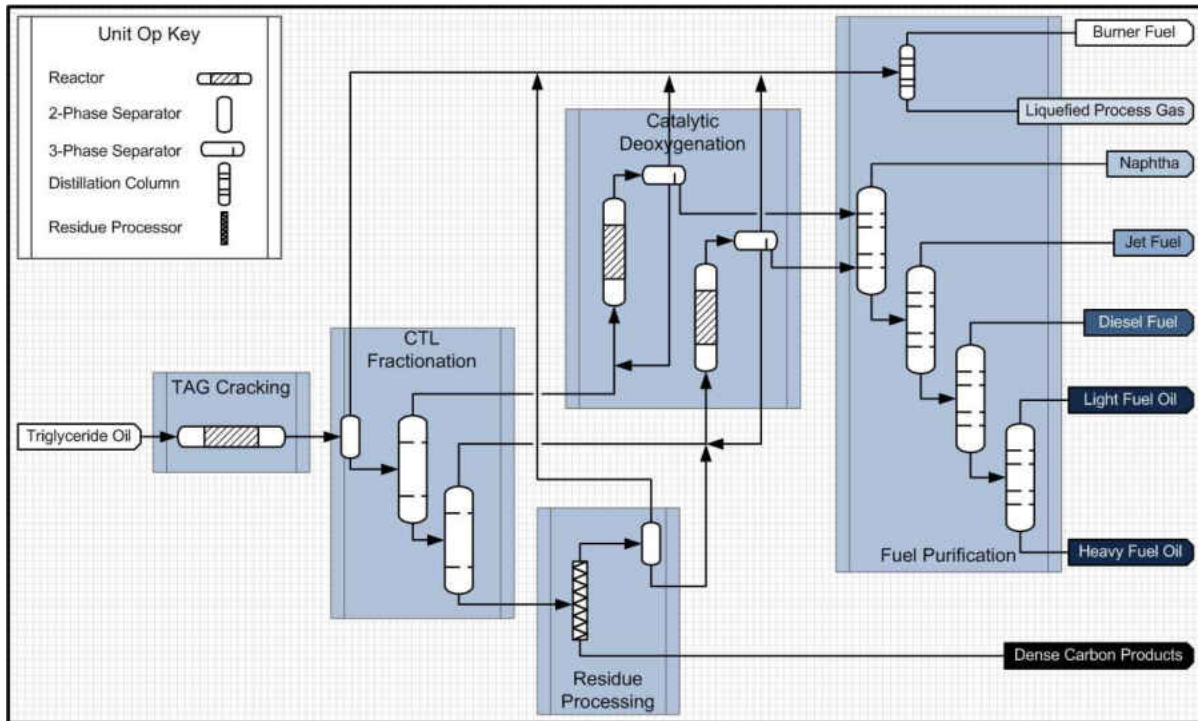 Unit Op Key
Reactor
2-Phase Separator
3-Phase Separator
Distillation Column
Residue Processor
Burner Fuel
Liquefied Process Gas
Catalytic
Deoxygenation
Naphtha
Jet Fuel
CTL
Fractionation
Diesel Fuel
TAG Cracking
Light Fuel Oil
Triglyceride Oil
Fuel Purification
Heavy Fuel Oil
Dense Carbon Products
Residue
Processing